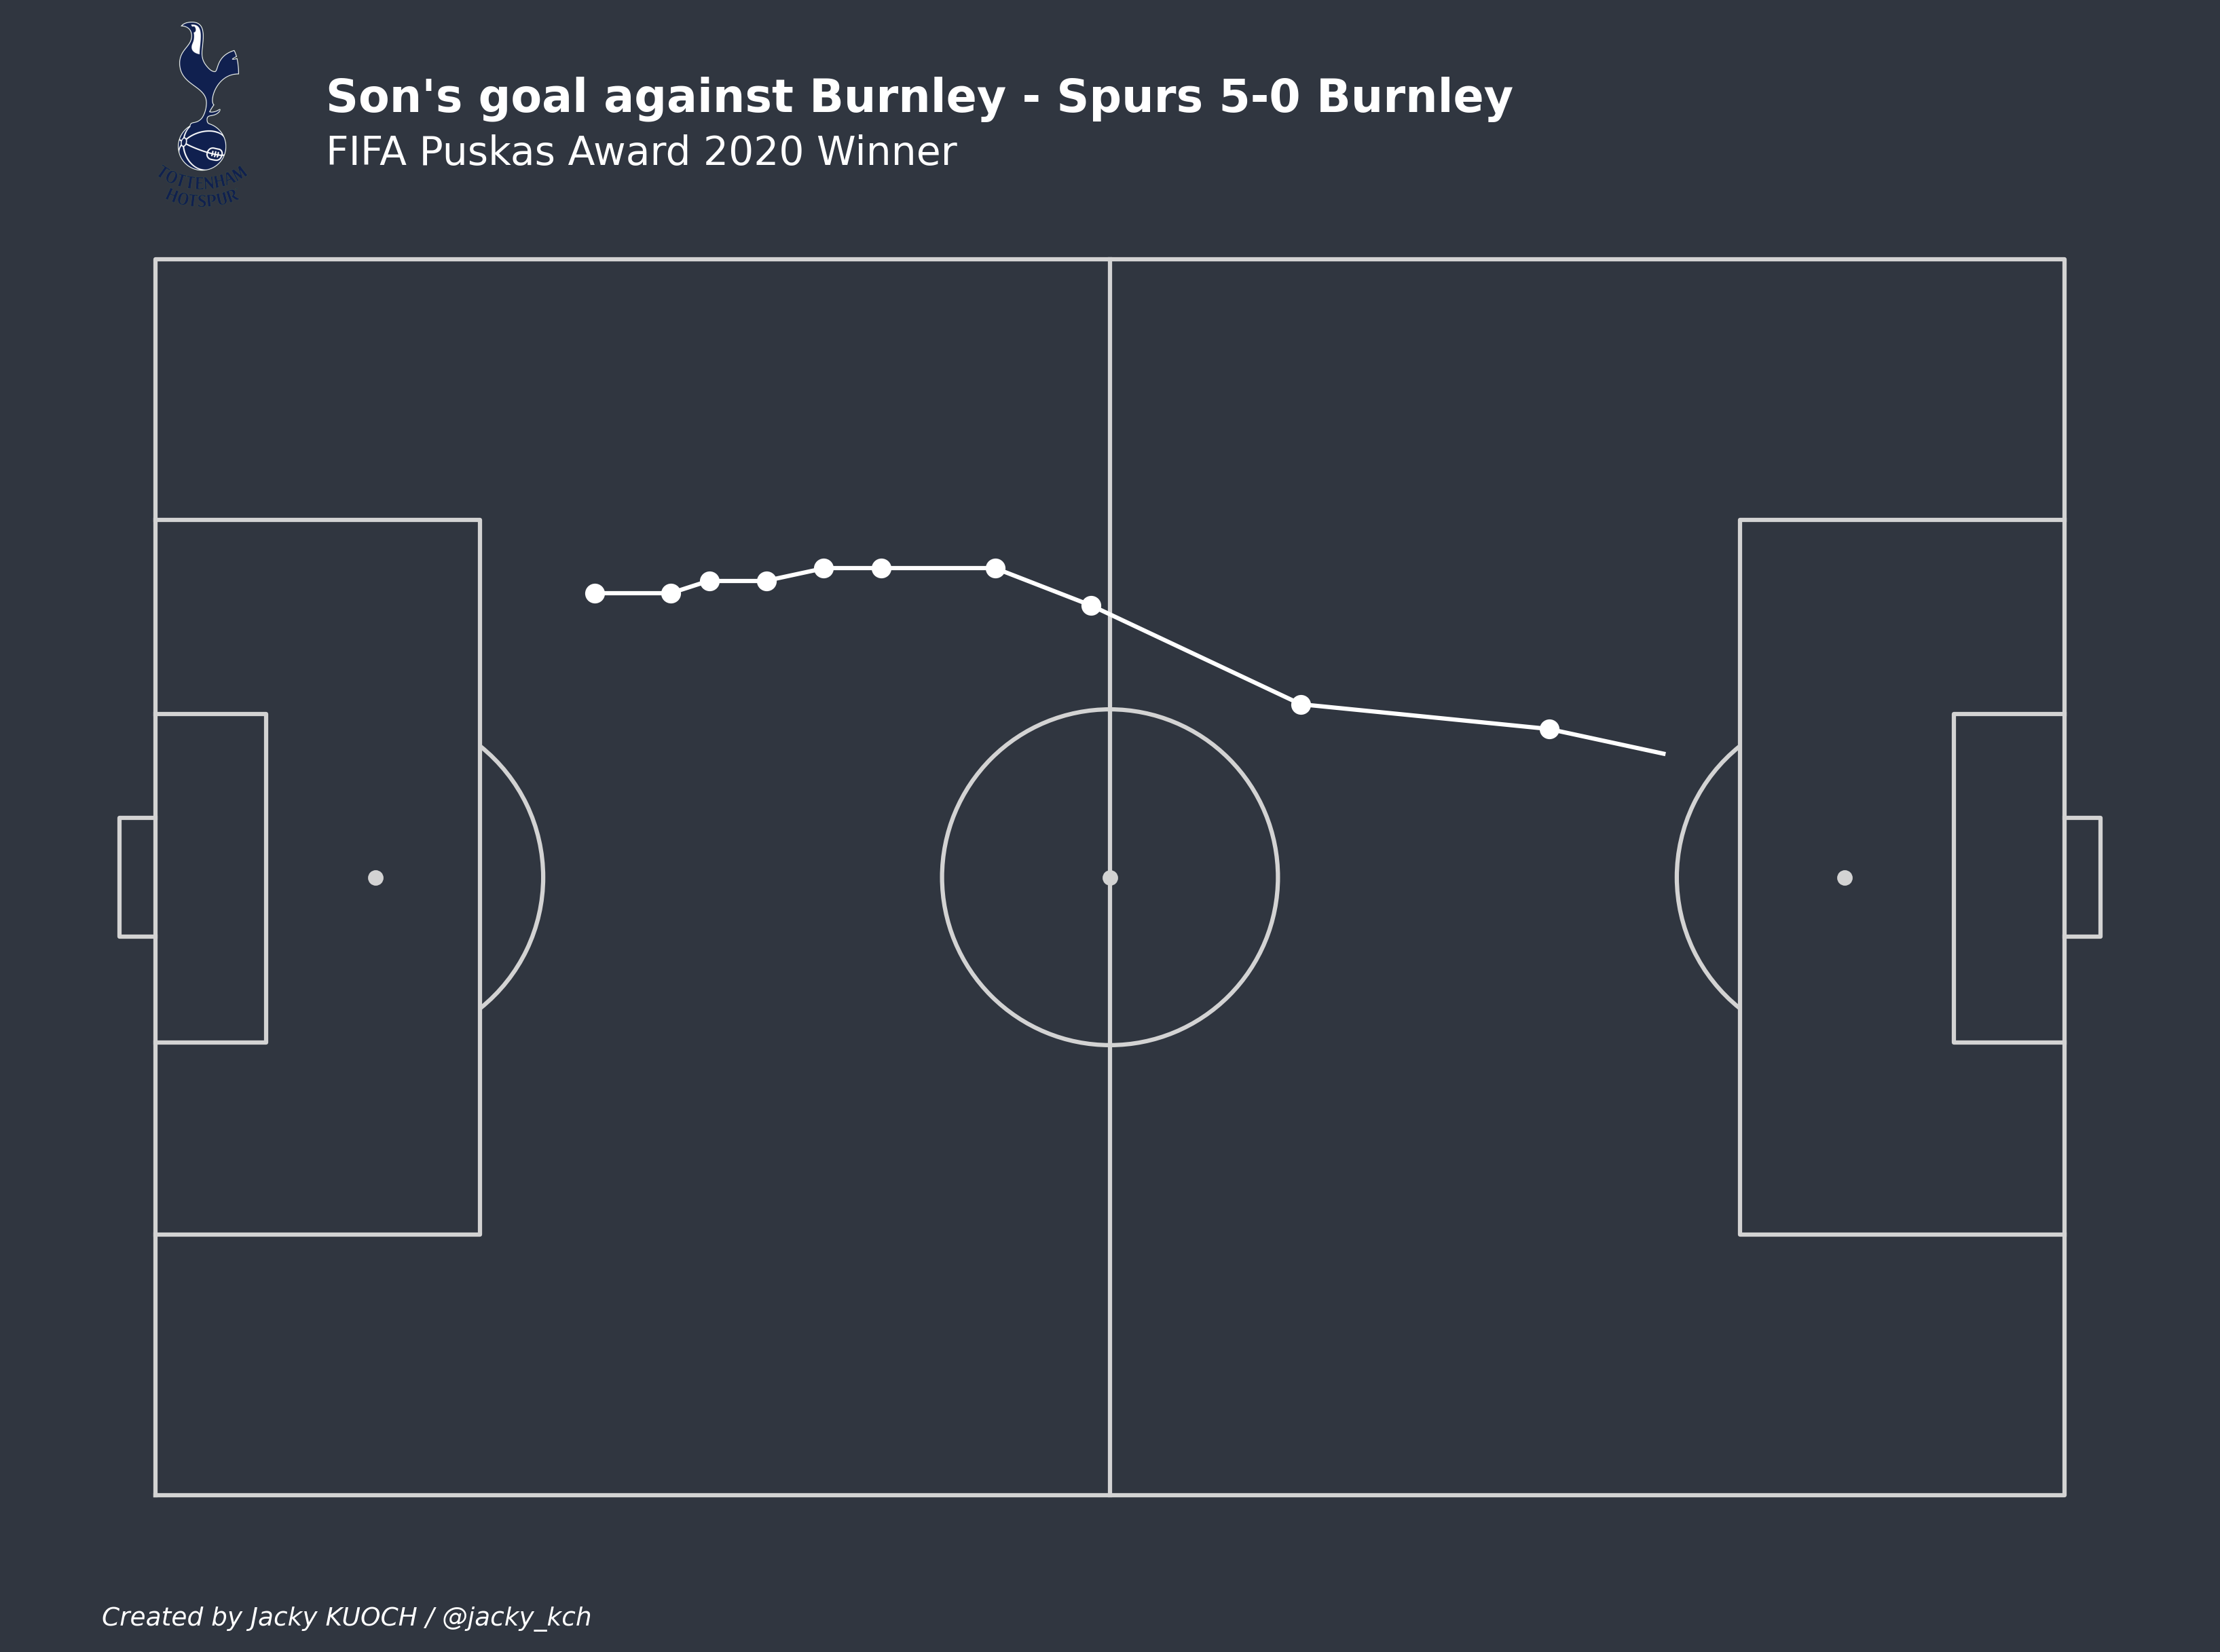 TOTTENHAM
HOTSPUR
Son's goal against Burnley - Spurs 5-0 Burnley
FIFA Puskas Award 2020 Winner
Created by Jacky KUOCH / @jacky_kch